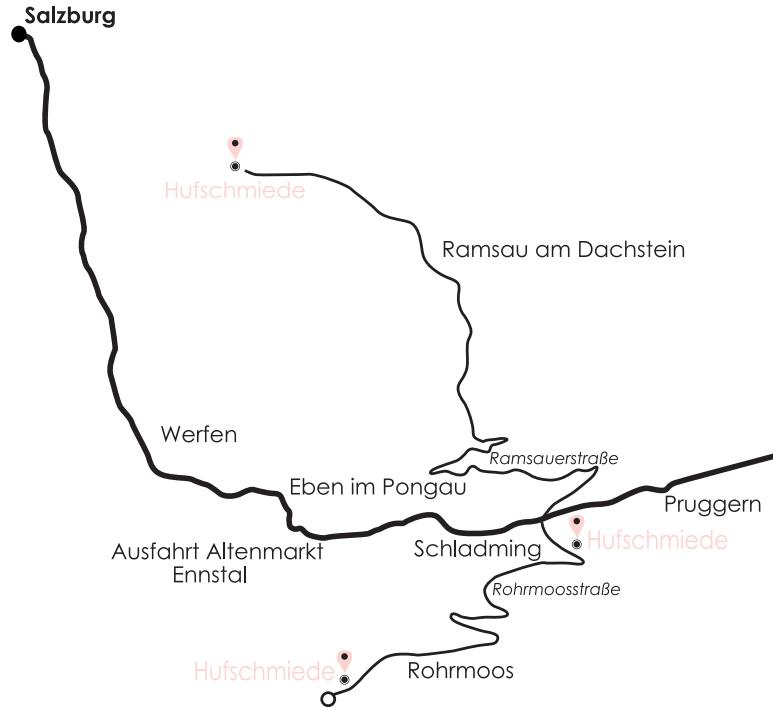 Salzburg
Hufschmiede
Ramsau am Dachstein
Werfen
Ramsauerstraße
Eben im Pongau
Pruggern
Ausfahrt Altenmarkt
Ennstal
Schladming
Hufschmiede
Rohrmoosstraße
Hufschmiede
Rohrmoos